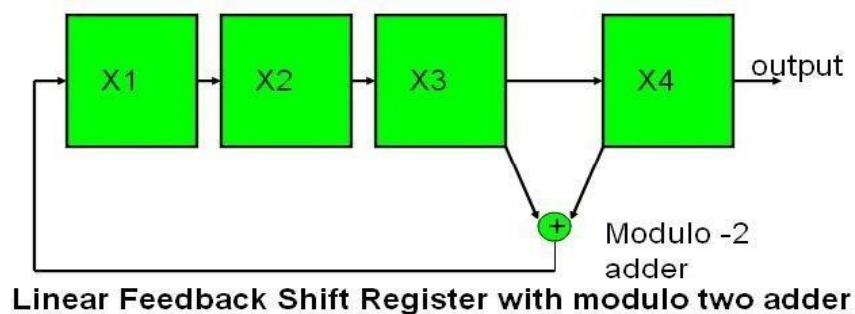 X1
X2
X3
X4
output
+
Modulo -2
adder
Linear Feedback Shift Register with modulo two adder